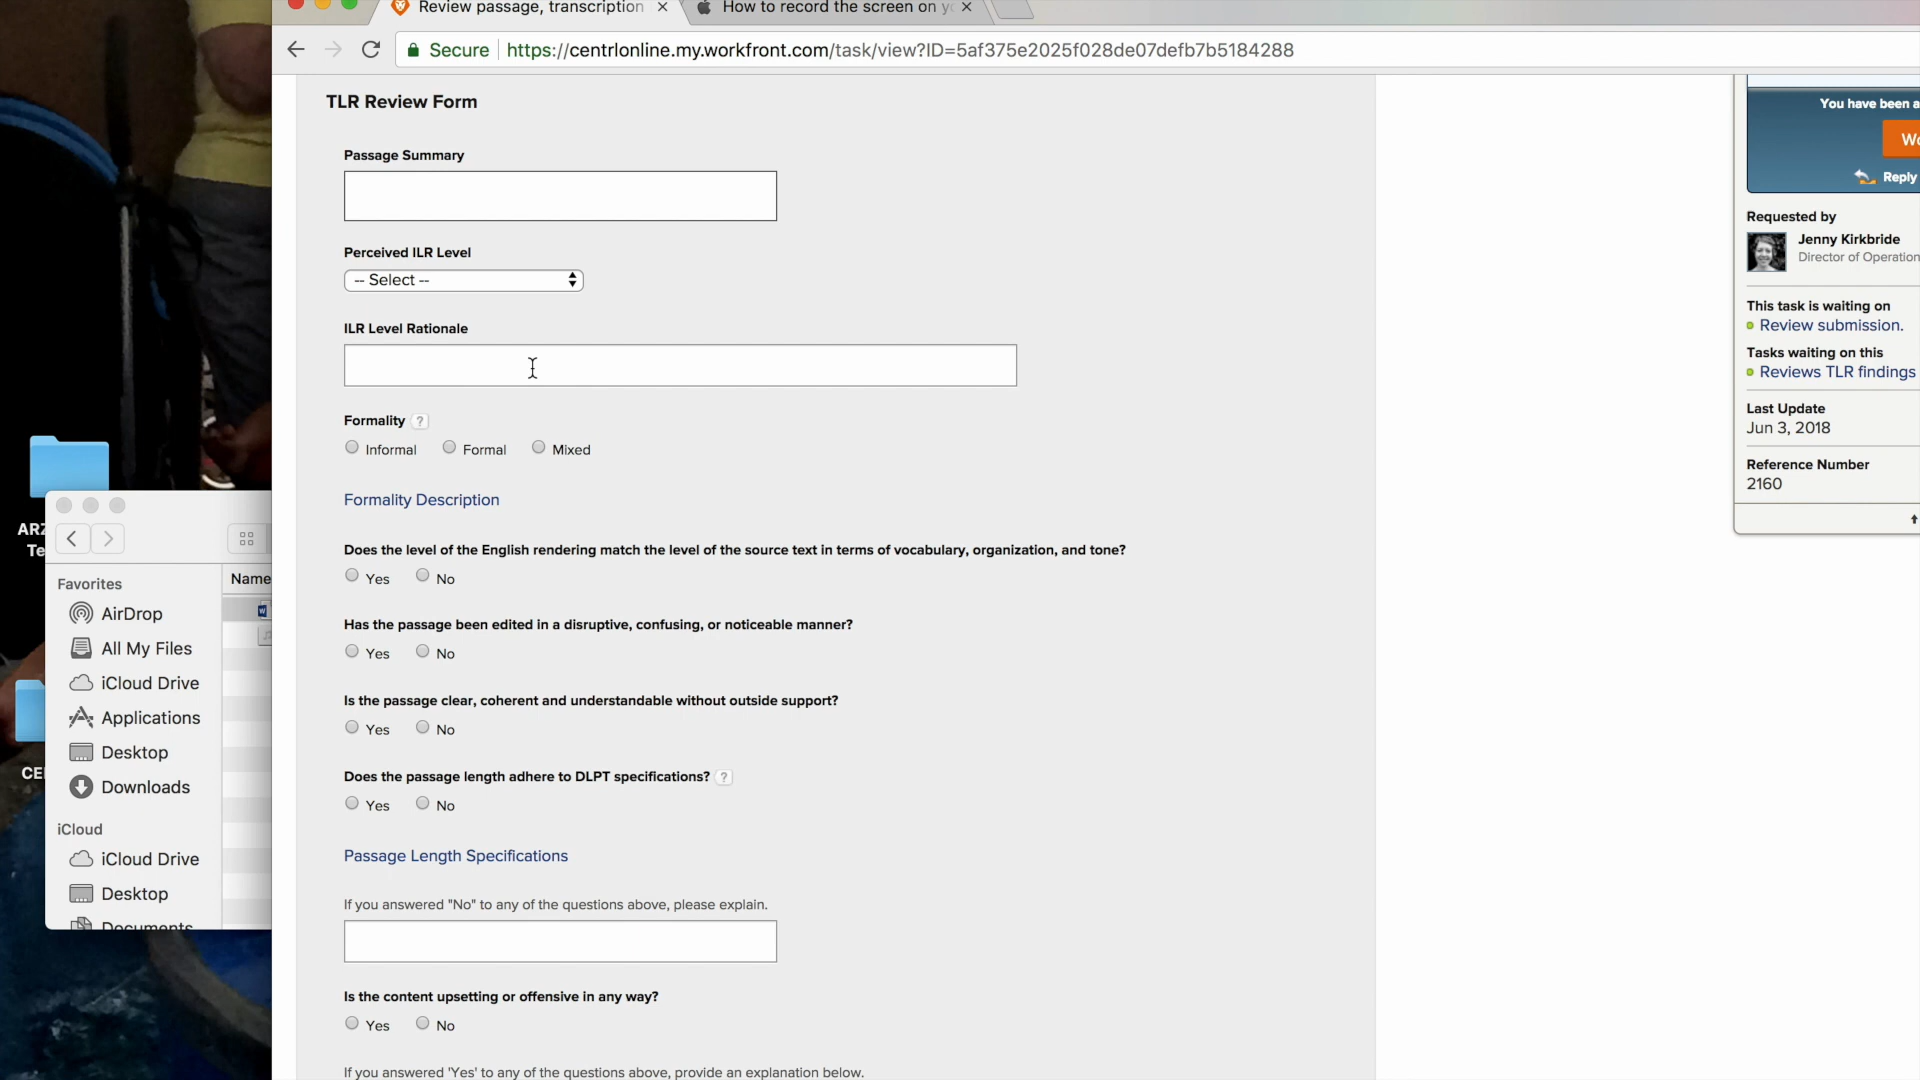 Review passage, transcription
How to record the screen on y
Secure
https://centrlonline.my.workfront.com/task/view?ID=5af375e2025f028de07defb7b5184288
TLR Review Form
Passage Summary
Perceived ILR Level
-- Select --
ILR Level Rationale
Formality ?
Informal Formal Mixed
Formality Description
Does the level of the English rendering match the level of the source text in terms of vocabulary, organization, and tone?
Yes No
Has the passage been edited in a disruptive, confusing, or noticeable manner?
Yes No
Is the passage clear, coherent and understandable without outside support?
Yes No
Does the passage length adhere to DLPT specifications? ?
Yes No
Passage Length Specifications
If you answered "No" to any of the questions above, please explain.
Is the content upsetting or offensive in any way?
Yes No
If you answered 'Yes' to any of the questions above, provide an explanation below.
You have been a
Wo
Reply
Requested by
Jenny Kirkbride
Director of Operation
This task is waiting on
Review submission.
Tasks waiting on this
Reviews TLR findings
Last Update
Jun 3, 2018
Reference Number
2160
ARZ
Te
CE
Name
Favorites
AirDrop
All My Files
iCloud Drive
Applications
Desktop
Downloads
iCloud
iCloud Drive
Desktop
Documents